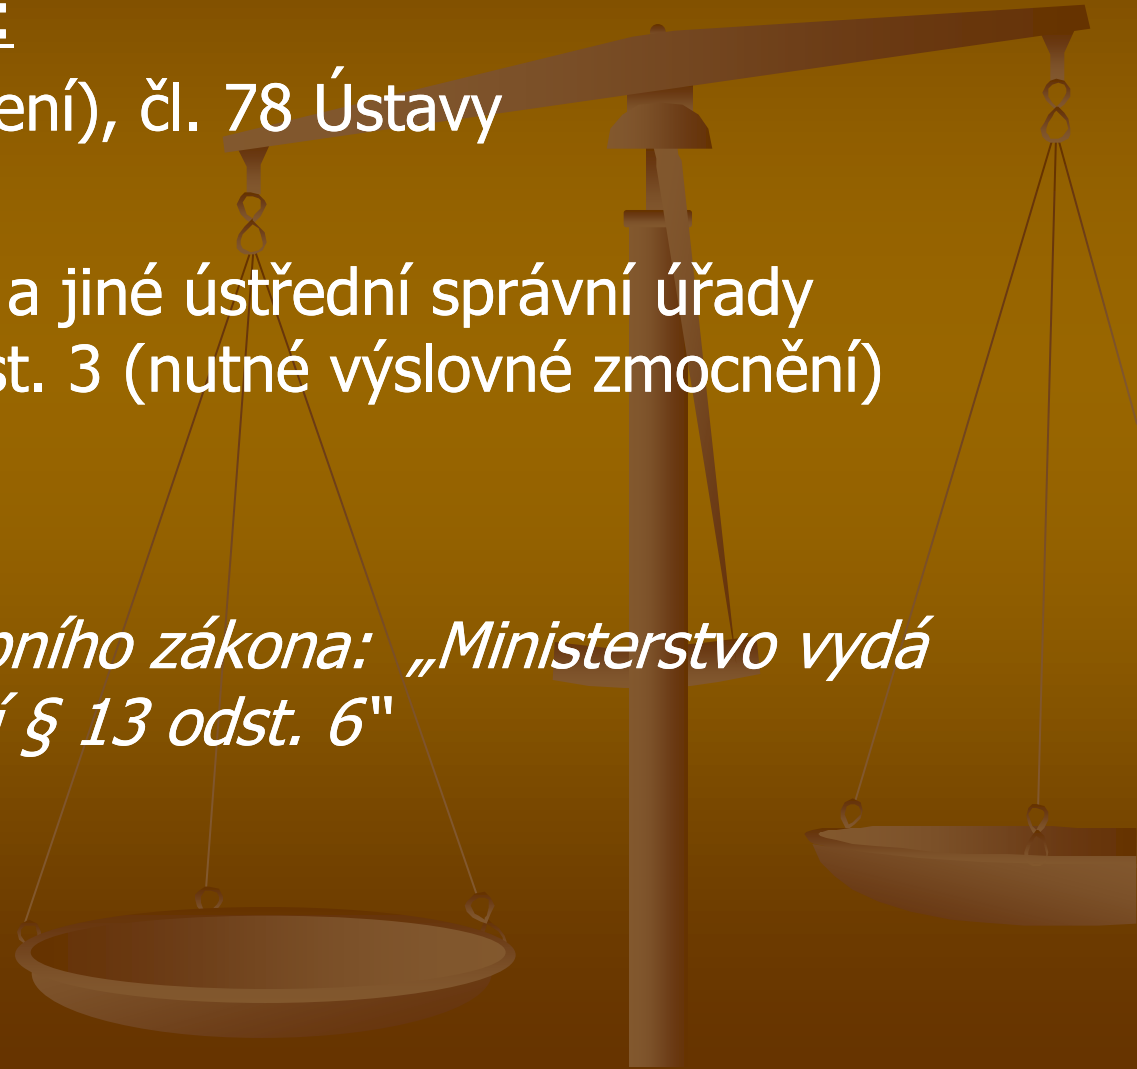 :
ení), čl. 78 Ústavy
a jiné ústřední správní úřady
st. 3 (nutné výslovné zmocnění)
bního zákona: „Ministerstvo vydá
í § 13 odst. 6“